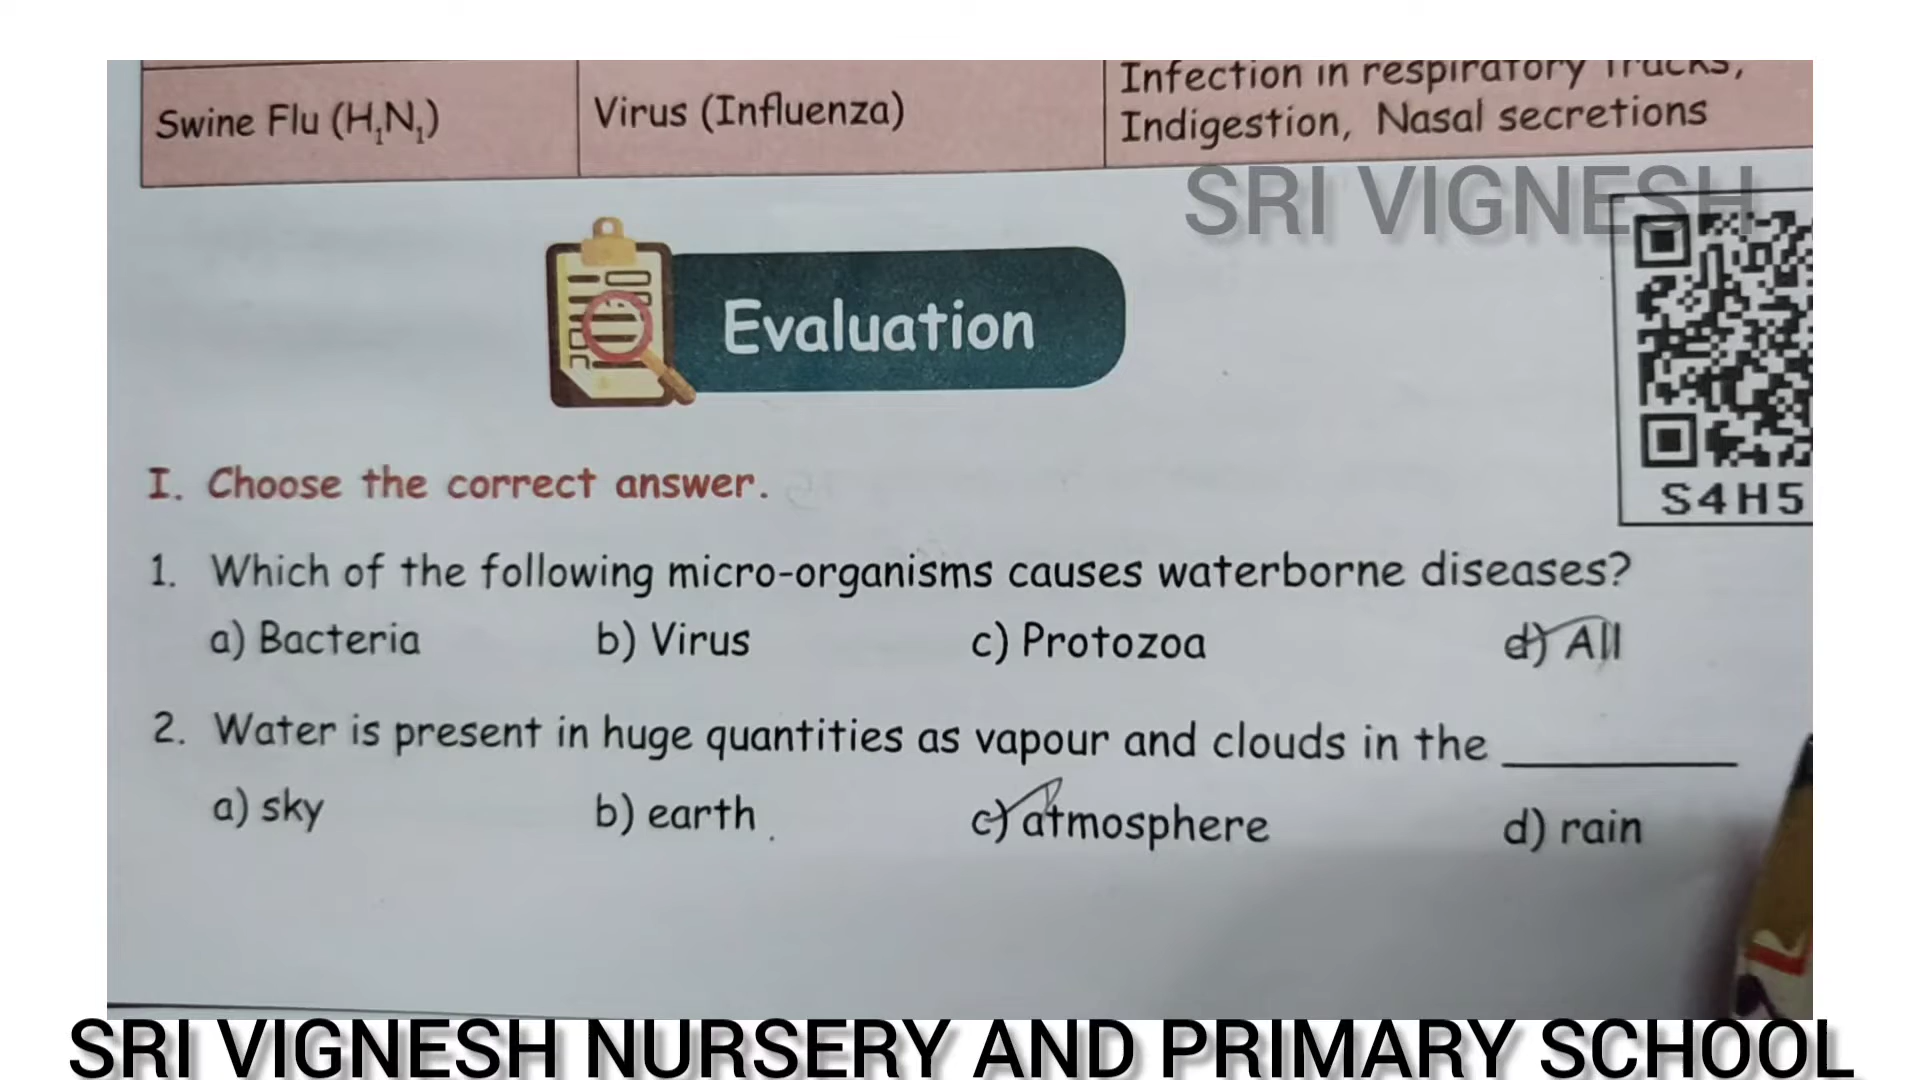 Infection in respiratory Tracks,
Swine Flu (H₁N₁) Virus (Influenza) Indigestion, Nasal secretions
SRI VIGNESH
Evaluation
S4H5
I. Choose the correct answer.
1. Which of the following micro-organisms causes waterborne diseases?
a) Bacteria b) Virus c) Protozoa d) All
2. Water is present in huge quantities as vapour and clouds in the ________
a) sky b) earth c) atmosphere d) rain
SRI VIGNESH NURSERY AND PRIMARY SCHOOL